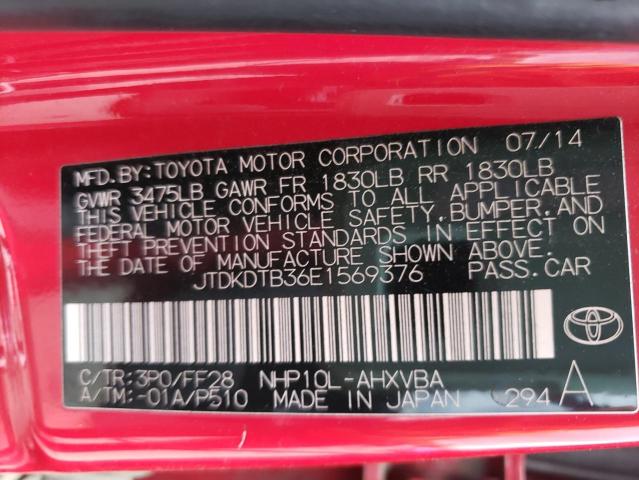 MFD.BY:TOYOTA MOTOR CORPORATION 07/14
GVWR 3475LB GAWR FR 1830LB RR 1830LB
THIS VEHICLE CONFORMS TO ALL APPLICABLE
FEDERAL MOTOR VEHICLE SAFETY,BUMPER,AND
THEFT PREVENTION STANDARDS IN EFFECT ON
THE DATE OF MANUFACTURE SHOWN ABOVE.
JTDKDTB36E1569376 PASS.CAR
C/TR:3P0/FF28 NHP10L-AHXVBA
A/TM:-01A/P510 MADE IN JAPAN 294 A